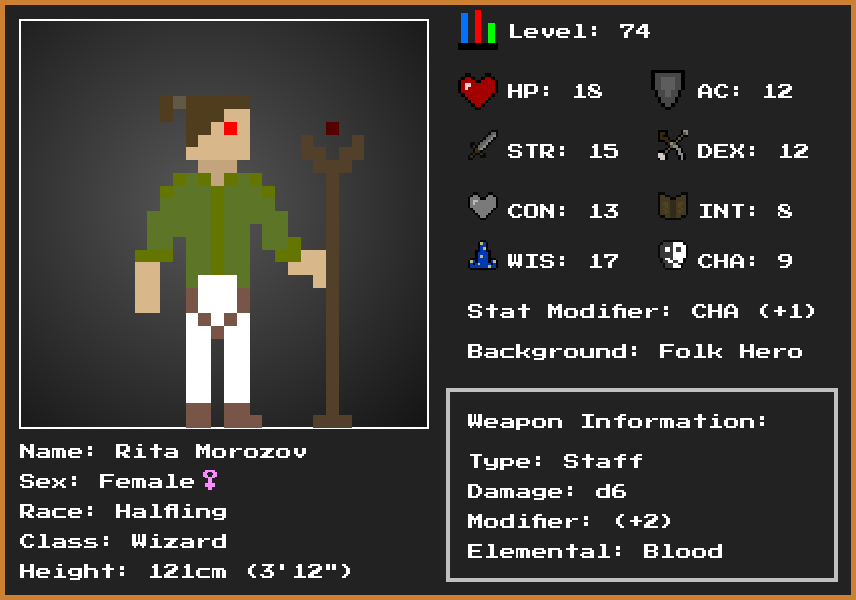 Level: 74
HP: 18
AC: 12
STR: 15
DEX: 12
CON: 13
INT: 8
WIS: 17
CHA: 9
Stat Modifier: CHA (+1)
Background: Folk Hero
Weapon Information:
Type: Staff
Damage: d6
Modifier: (+2)
Elemental: Blood
Name: Rita Morozov
Sex: Female♀
Race: Halfling
Class: Wizard
Height: 121cm (3'12")